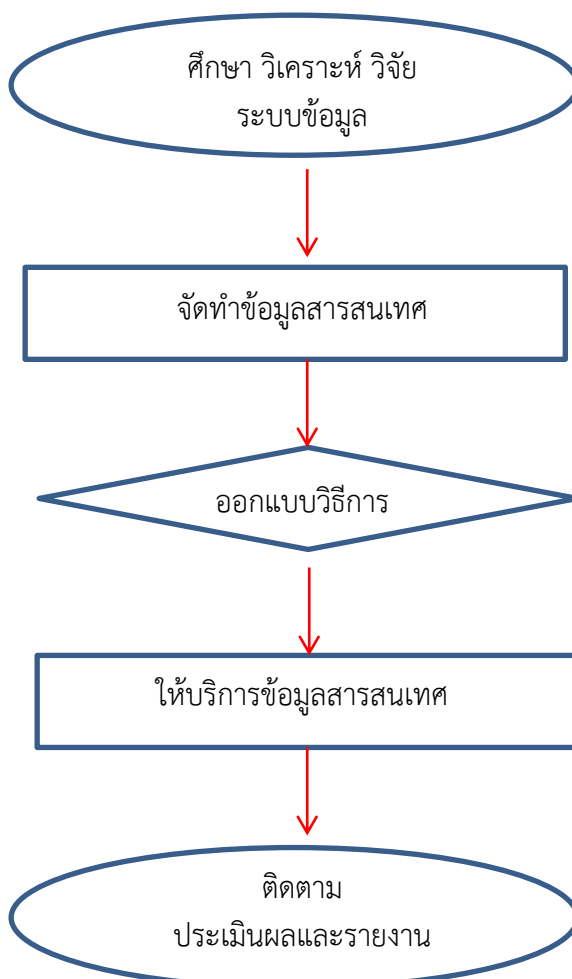 ศึกษา วิเคราะห์ วิจัย
ระบบข้อมูล
จัดทำข้อมูลสารสนเทศ
ออกแบบวิธีการ
ให้บริการข้อมูลสารสนเทศ
ติดตาม
ประเมินผลและรายงาน